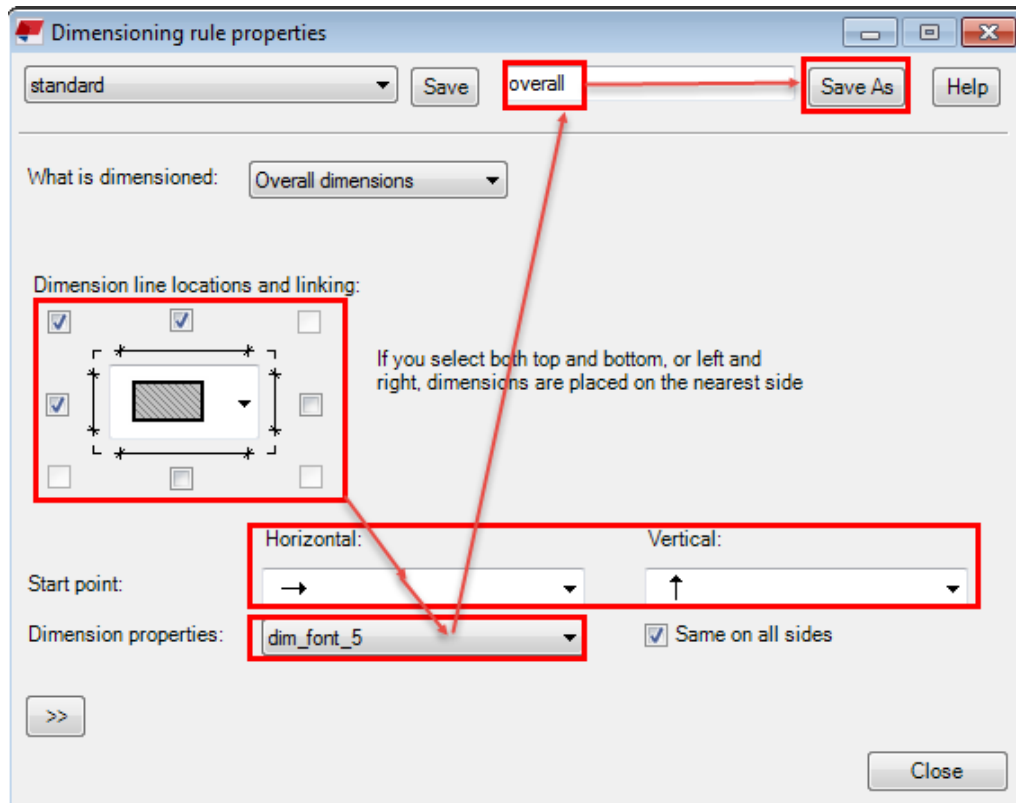 Dimensioning rule properties
standard Save overall Save As Help
What is dimensioned: Overall dimensions
Dimension line locations and linking:
If you select both top and bottom, or left and
right, dimensions are placed on the nearest side
Horizontal: Vertical:
Start point:
Dimension properties: dim_font_5 Same on all sides
>>
Close